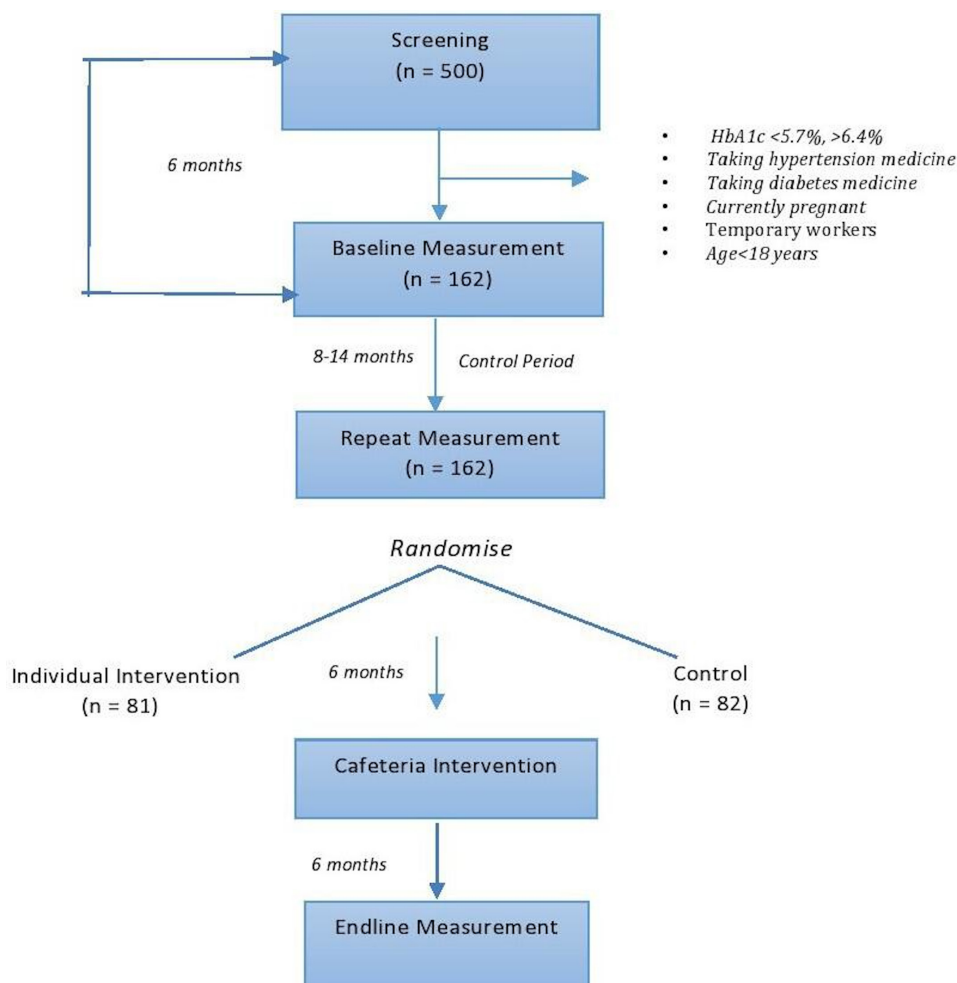 Screening
(n = 500)
6 months
• HbA1c <5.7%, >6.4%
• Taking hypertension medicine
• Taking diabetes medicine
• Currently pregnant
• Temporary workers
• Age<18 years
Baseline Measurement
(n = 162)
8-14 months
Control Period
Repeat Measurement
(n = 162)
Randomise
Individual Intervention
(n = 81)
6 months
Control
(n = 82)
Cafeteria Intervention
6 months
Endline Measurement